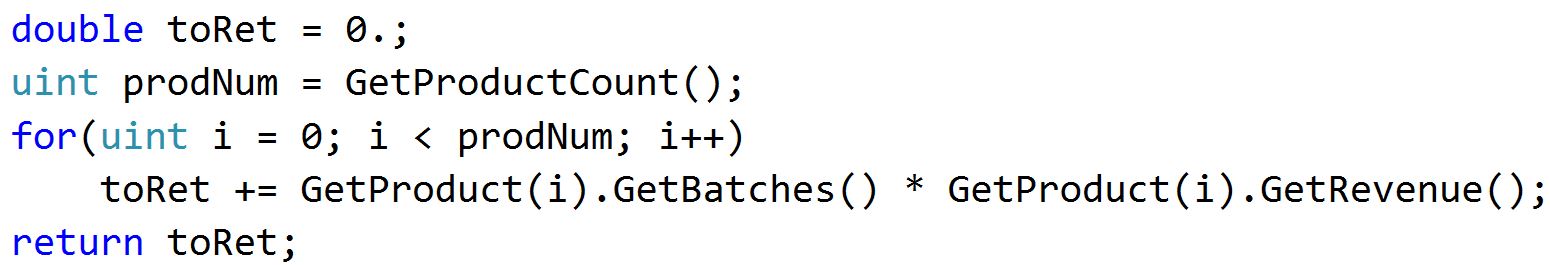 double toRet = 0.;
uint prodNum = GetProductCount();
for(uint i = 0; i < prodNum; i++)
    toRet += GetProduct(i).GetBatches() * GetProduct(i).GetRevenue();
return toRet;